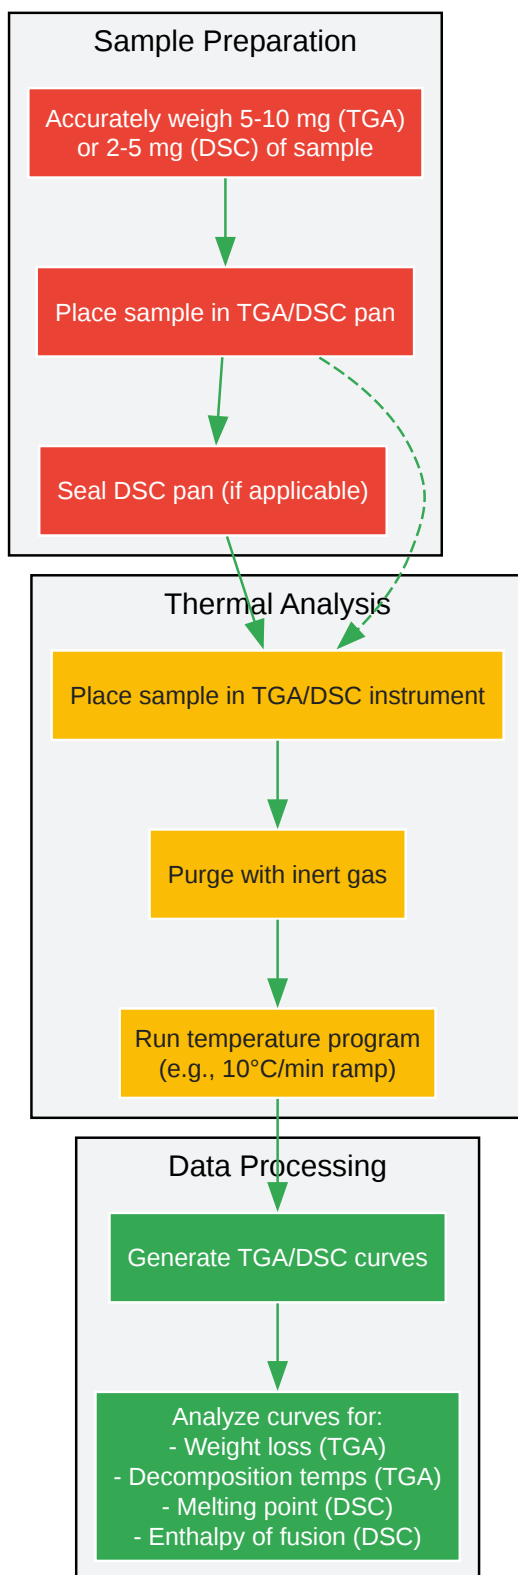 Sample Preparation
Accurately weigh 5-10 mg (TGA)
or 2-5 mg (DSC) of sample
Place sample in TGA/DSC pan
Seal DSC pan (if applicable)
Thermal Analysis
Place sample in TGA/DSC instrument
Purge with inert gas
Run temperature program
(e.g., 10°C/min ramp)
Data Processing
Generate TGA/DSC curves
Analyze curves for:
- Weight loss (TGA)
- Decomposition temps (TGA)
- Melting point (DSC)
- Enthalpy of fusion (DSC)